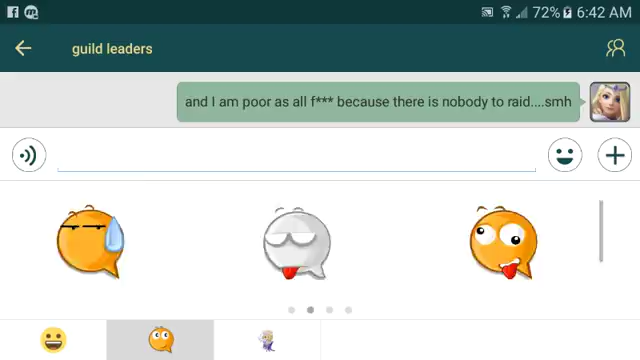 72% 6:42 AM
guild leaders
and I am poor as all f*** because there is nobody to raid....smh